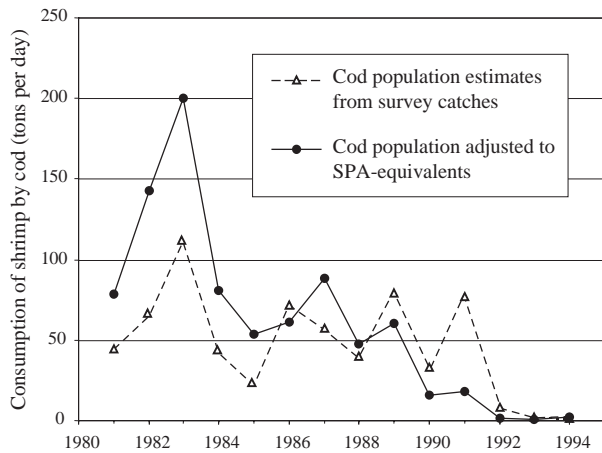 Consumption of shrimp by cod (tons per day)
250
200
150
100
50
0
Cod population estimates
from survey catches
Cod population adjusted to
SPA-equivalents
1980 1982 1984 1986 1988 1990 1992 1994